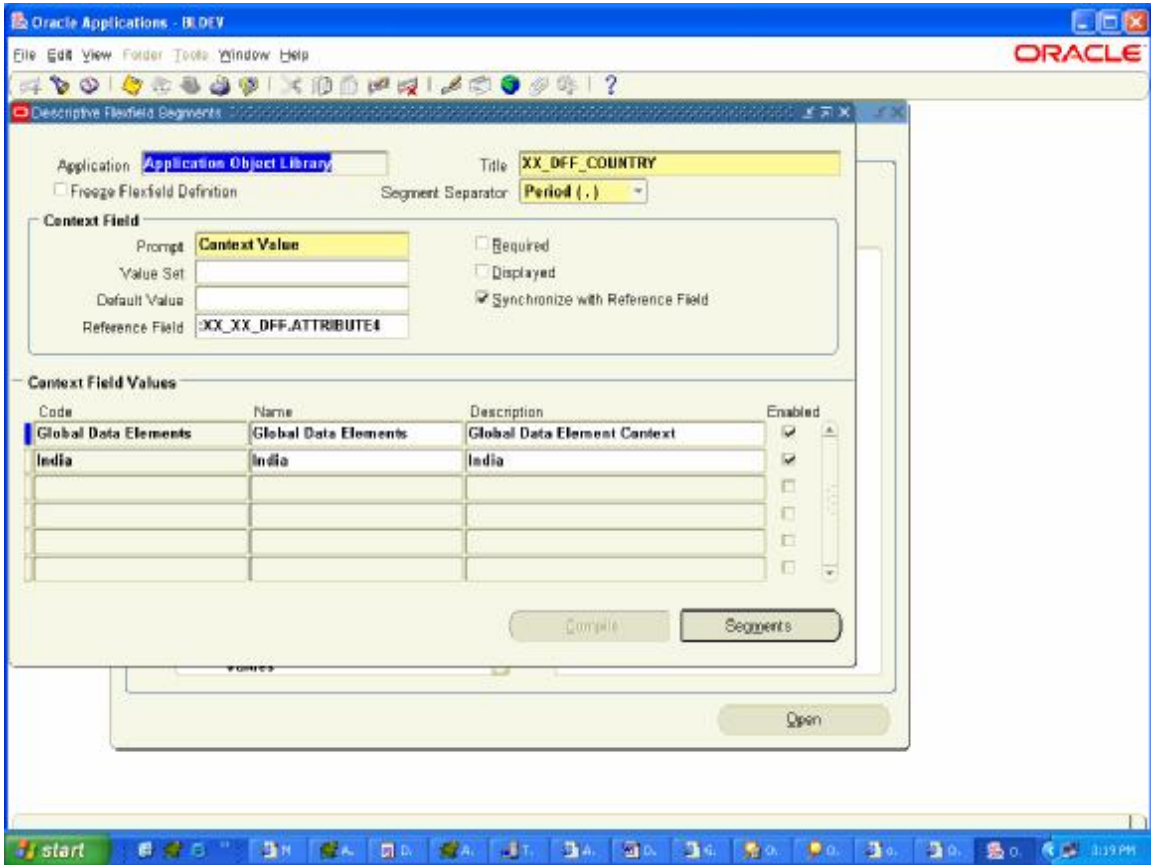 Oracle Applications - BLDEV
File Edit View Folder Tools Window Help
ORACLE
Descriptive Flexfield Segments
Application Application Object Library Title XX_DFF_COUNTRY
Freeze Flexfield Definition Segment Separator Period (.)
Context Field
Prompt Context Value Required
Value Set Displayed
Default Value Synchronize with Reference Field
Reference Field :XX_XX_DFF.ATTRIBUTE4
Context Field Values
Code Name Description Enabled
Global Data Elements Global Data Elements Global Data Element Context
India India India
Compile Segments
Values
Open
start N A. D. A. T. A. D. G. O. O. o. O. O. 3:19 PM